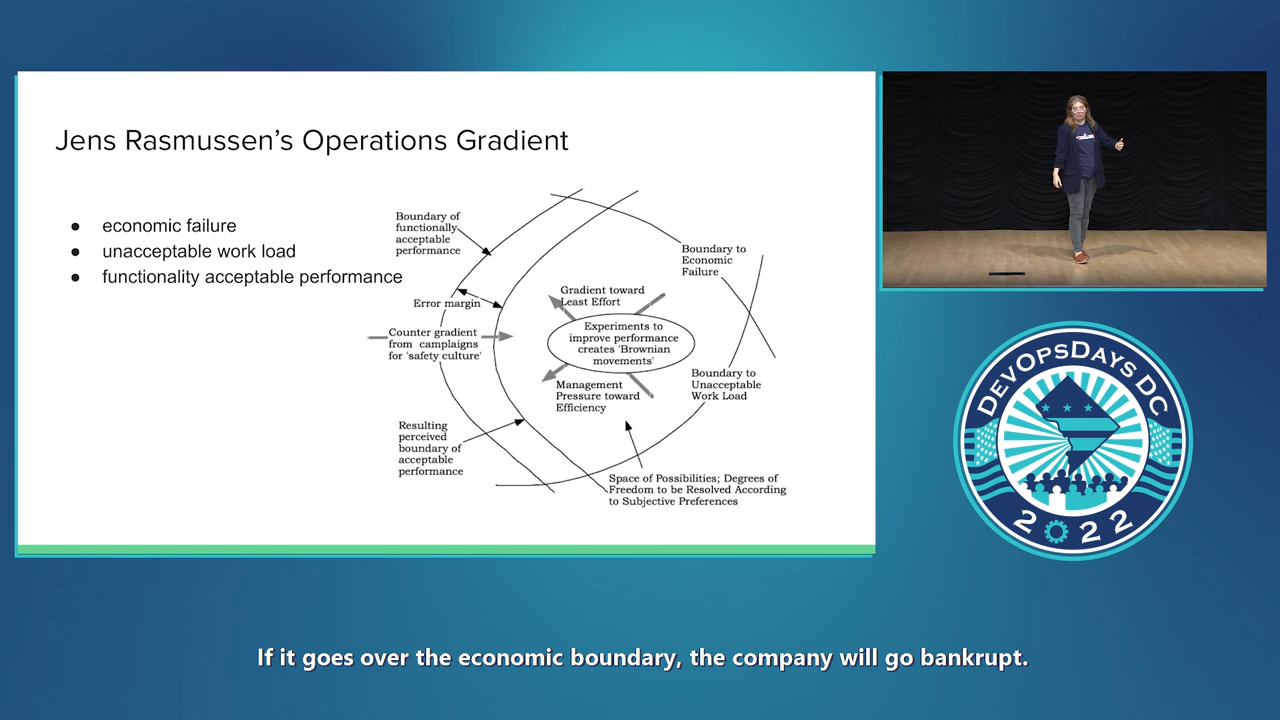 Jens Rasmussen’s Operations Gradient
● economic failure
● unacceptable work load
● functionality acceptable performance
Boundary of
functionally
acceptable
performance
Error margin
Counter gradient
from camplaigns
for 'safety culture'
Resulting
perceived
boundary of
acceptable
performance
Gradient toward
Least Effort
Experiments to
improve performance
creates 'Brownian
movements'
Management
Pressure toward
Efficiency
Boundary to
Economic
Failure
Boundary to
Unacceptable
Work Load
Space of Possibilities; Degrees of
Freedom to be Resolved According
to Subjective Preferences
DEVOPSDAYS DC
2022
If it goes over the economic boundary, the company will go bankrupt.